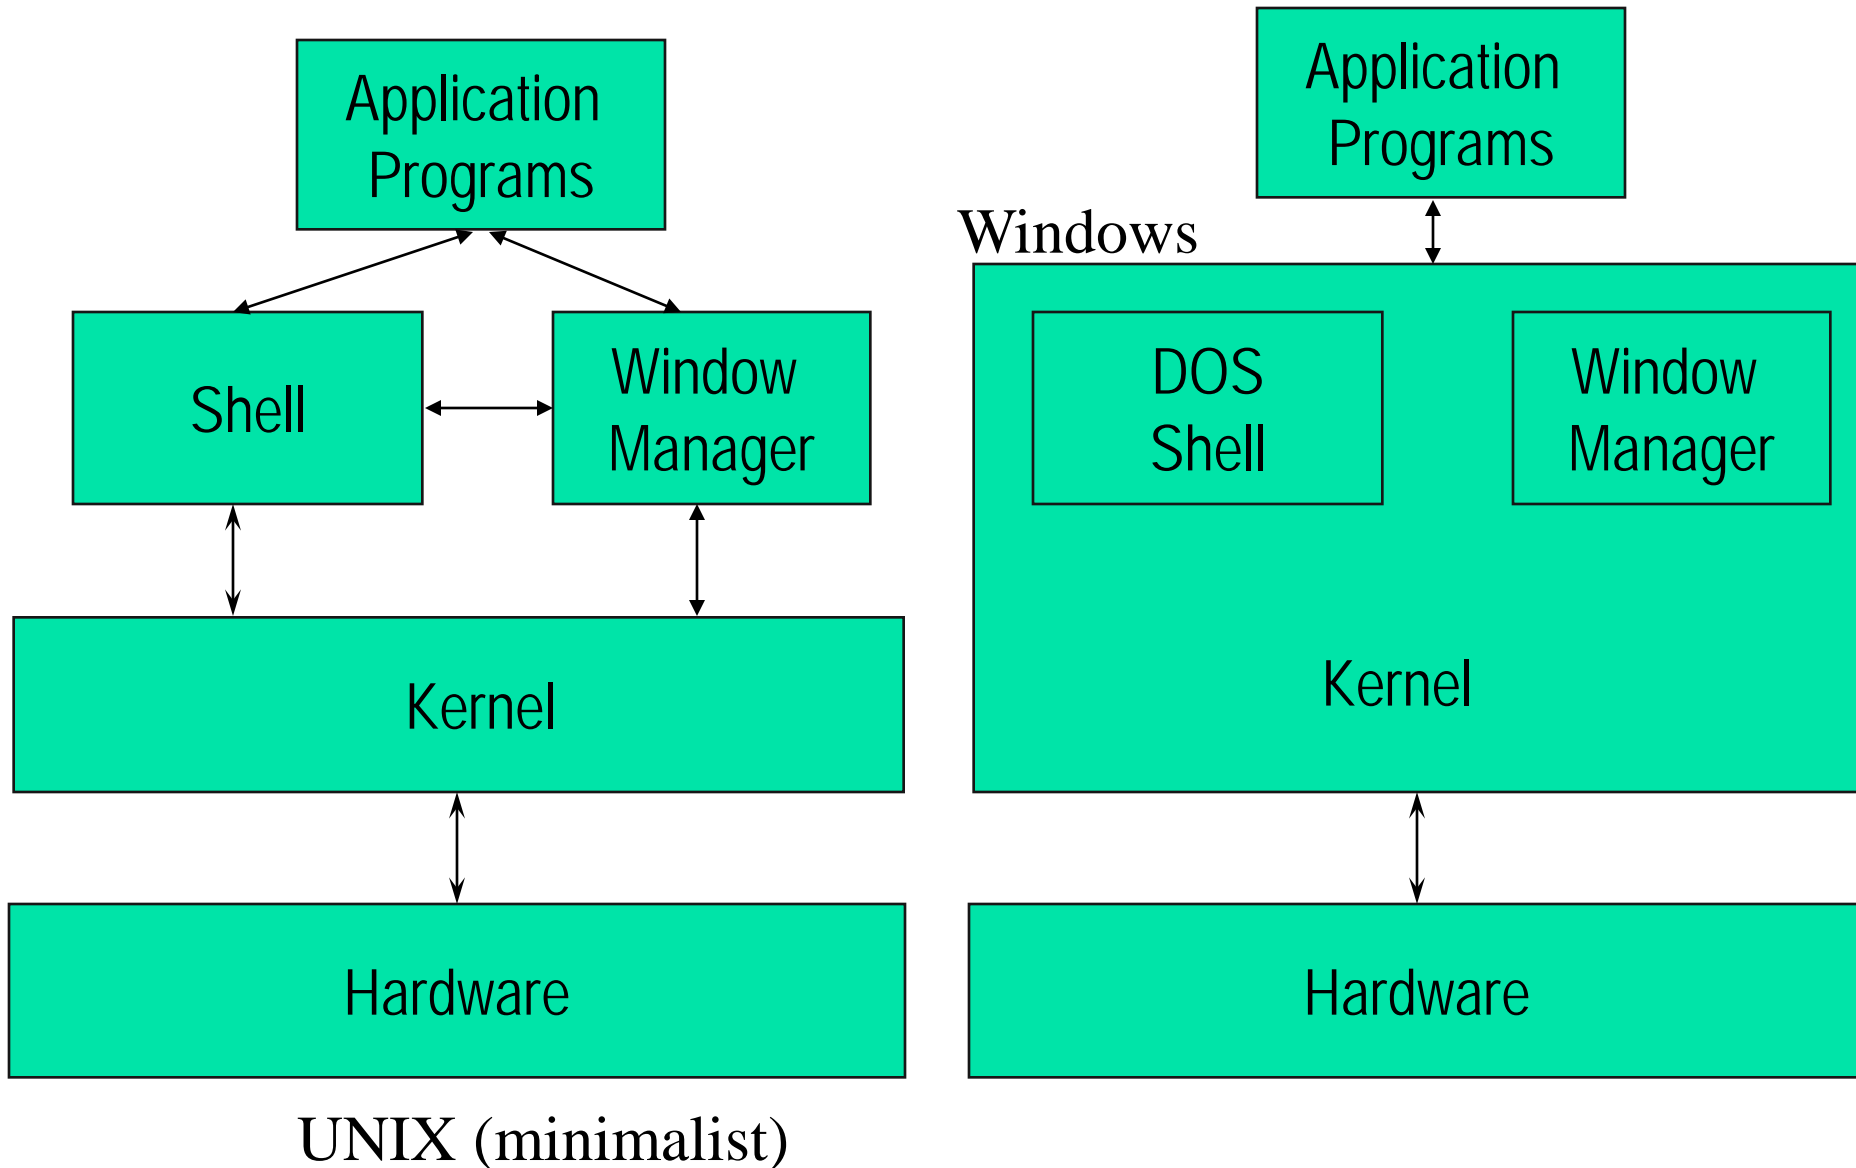 Application
Programs
Shell
Window
Manager
Kernel
Hardware
UNIX (minimalist)
Application
Programs
Windows
DOS
Shell
Window
Manager
Kernel
Hardware